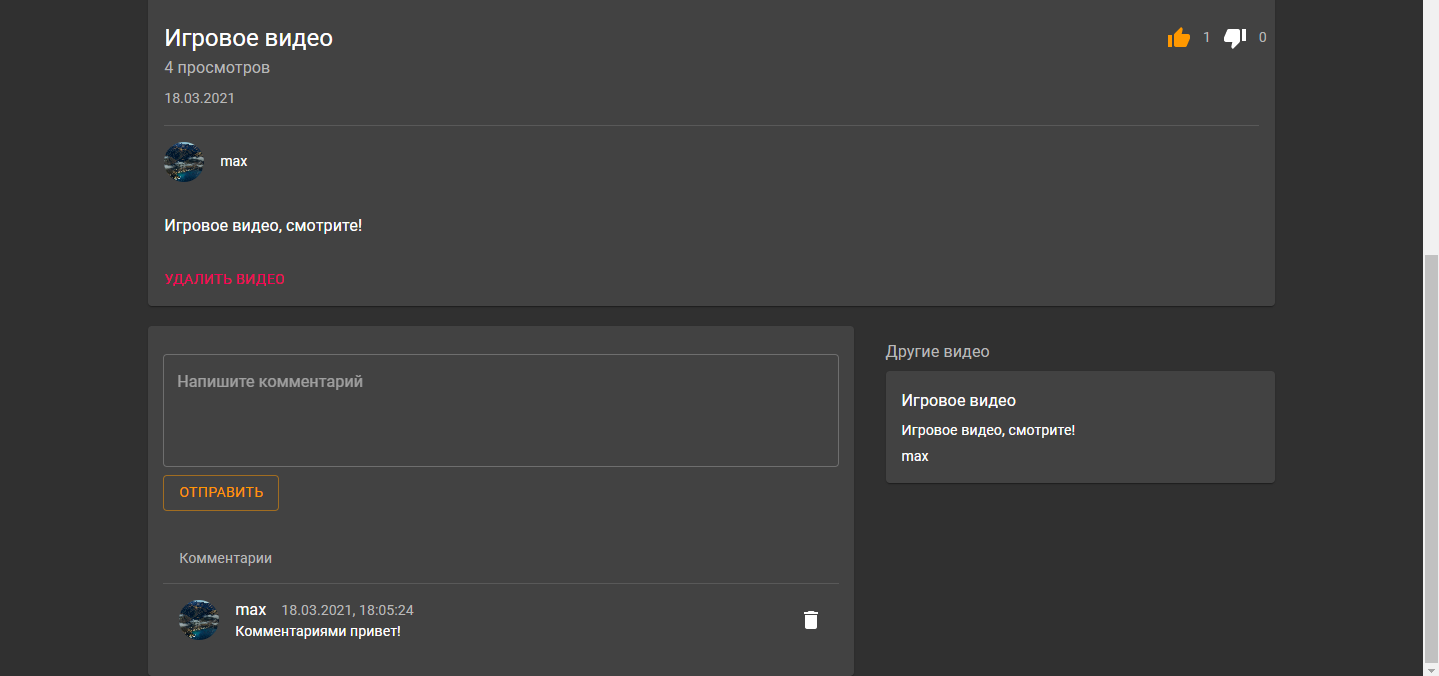 Игровое видео
1
0
4 просмотров
18.03.2021
max
Игровое видео, смотрите!
УДАЛИТЬ ВИДЕО
Напишите комментарий
ОТПРАВИТЬ
Комментарии
max 18.03.2021, 18:05:24
Комментариями привет!
Другие видео
Игровое видео
Игровое видео, смотрите!
max